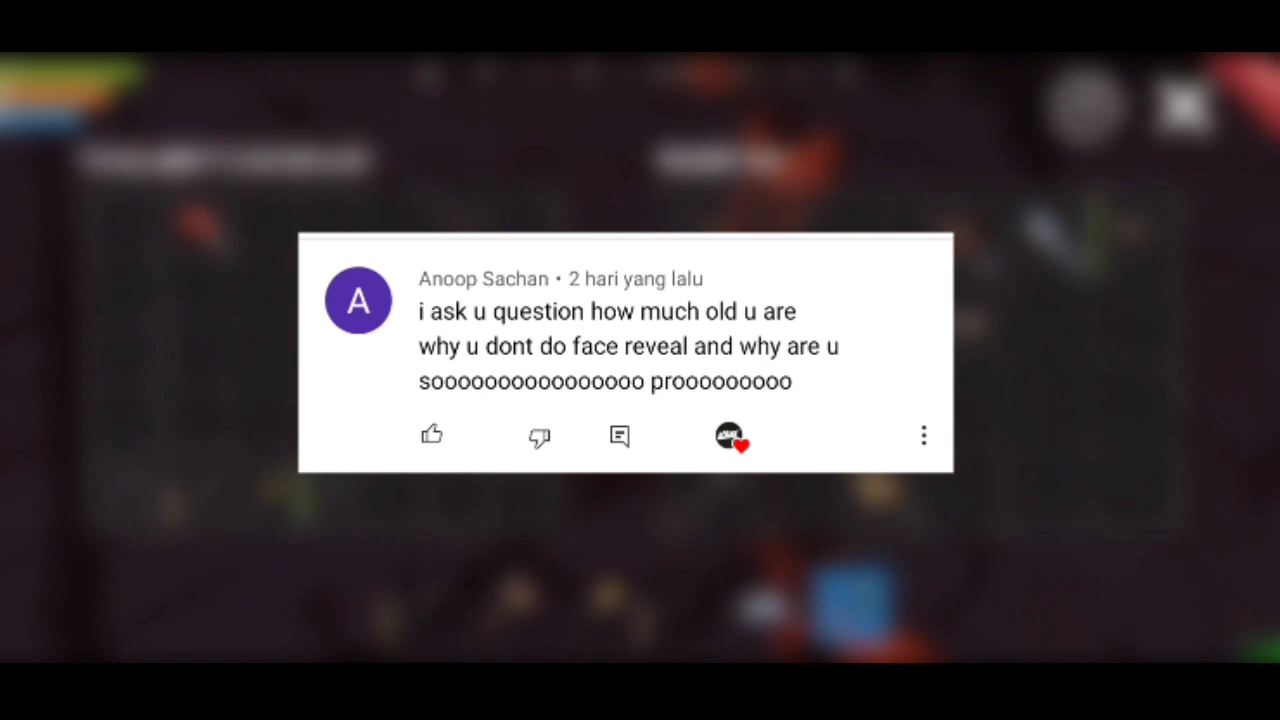 A
Anoop Sachan • 2 hari yang lalu
i ask u question how much old u are
why u dont do face reveal and why are u
soooooooooooooooo prooooooooo